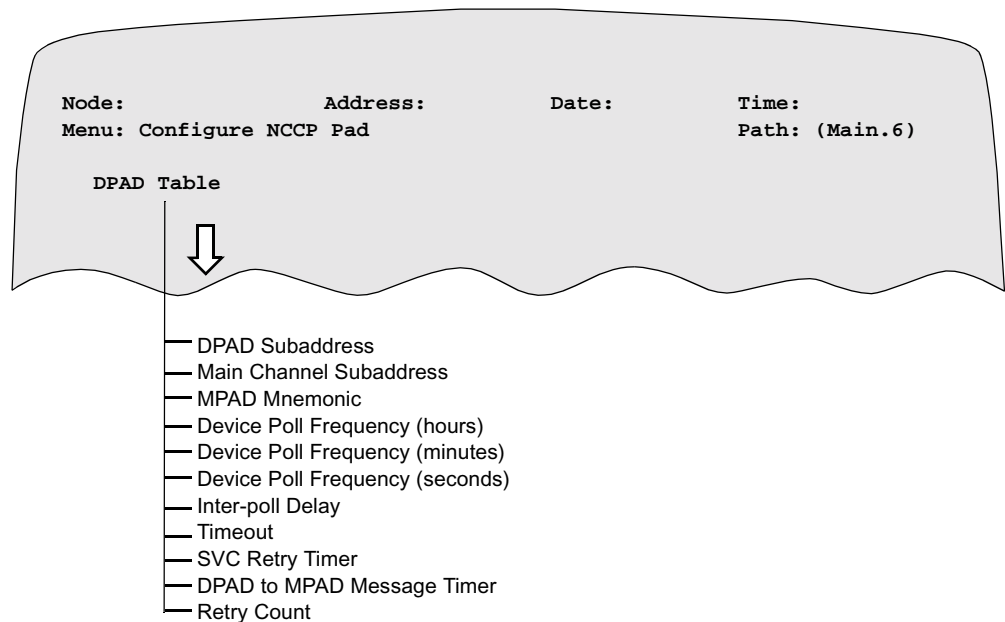 Node: Address: Date: Time:
Menu: Configure NCCP Pad Path: (Main.6)
DPAD Table
DPAD Subaddress
Main Channel Subaddress
MPAD Mnemonic
Device Poll Frequency (hours)
Device Poll Frequency (minutes)
Device Poll Frequency (seconds)
Inter-poll Delay
Timeout
SVC Retry Timer
DPAD to MPAD Message Timer
Retry Count